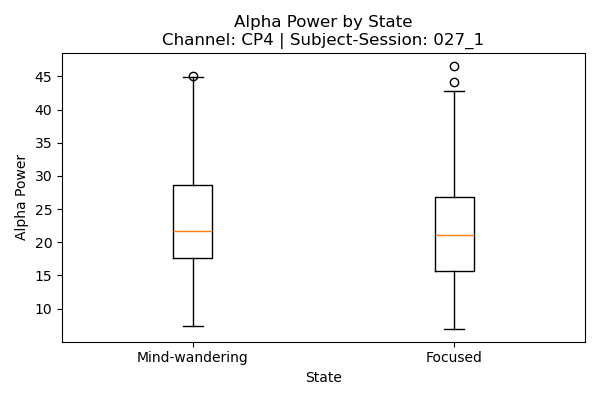 Alpha Power by State
Channel: CP4 | Subject-Session: 027_1
Alpha Power
45
40
35
30
25
20
15
10
Mind-wandering
Focused
State